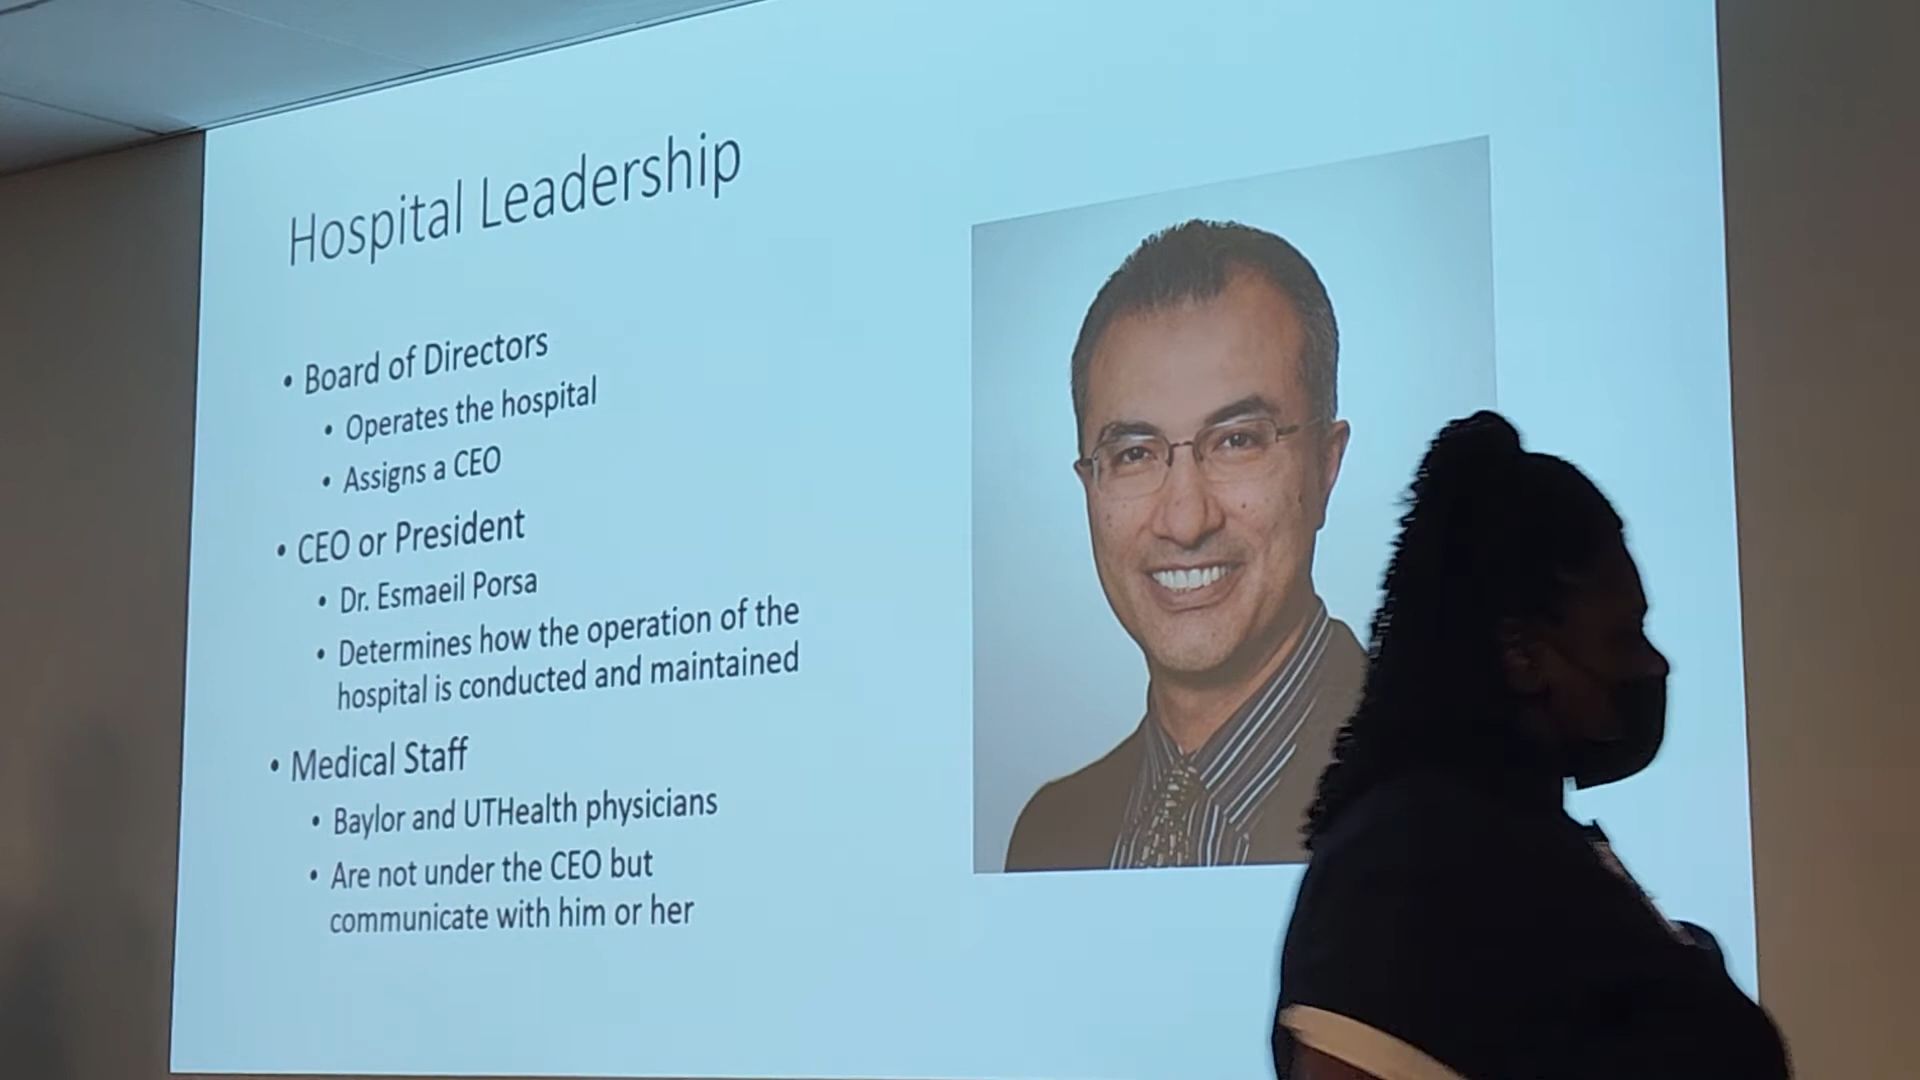 Hospital Leadership
• Board of Directors
• Operates the hospital
• Assigns a CEO
• CEO or President
• Dr. Esmaeil Porsa
• Determines how the operation of the
hospital is conducted and maintained
• Medical Staff
• Baylor and UTHealth physicians
• Are not under the CEO but
communicate with him or her